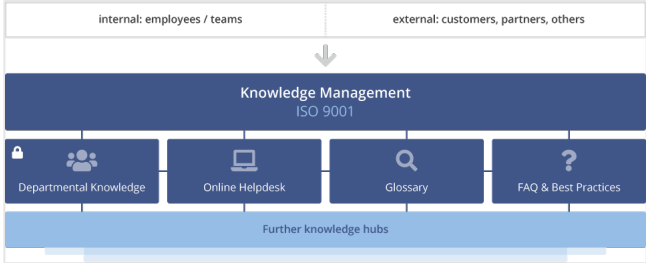 internal: employees / teams
external: customers, partners, others
Knowledge Management
ISO 9001
Departmental Knowledge
Online Helpdesk
Glossary
FAQ & Best Practices
Further knowledge hubs